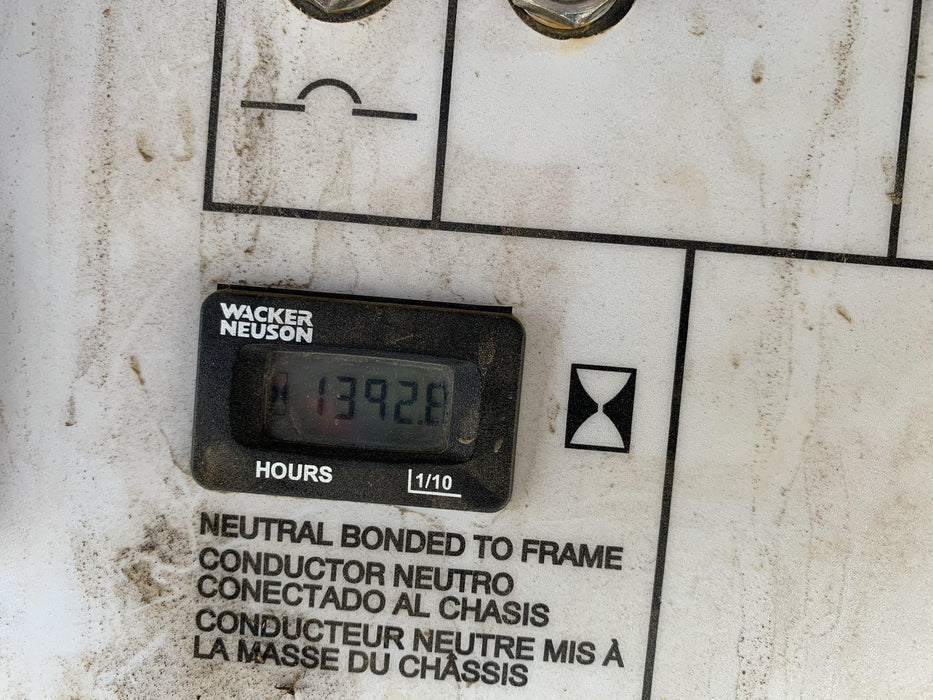 WACKER
NEUSON
1392.8
HOURS
1/10
NEUTRAL BONDED TO FRAME
CONDUCTOR NEUTRO
CONECTADO AL CHASIS
CONDUCTEUR NEUTRE MIS À
LA MASSE DU CHÂSSIS